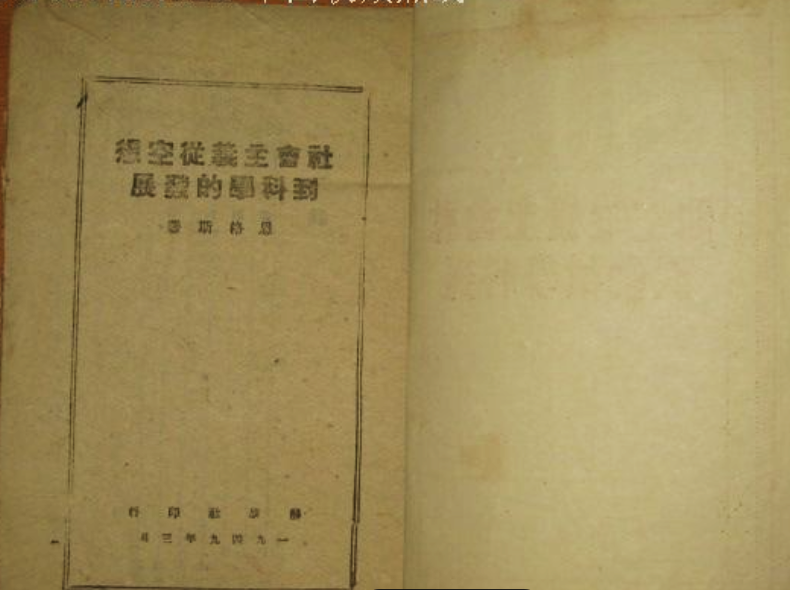 社會主義從空想
到科學的發展
恩格斯著
解放社印行
一九四九年三月